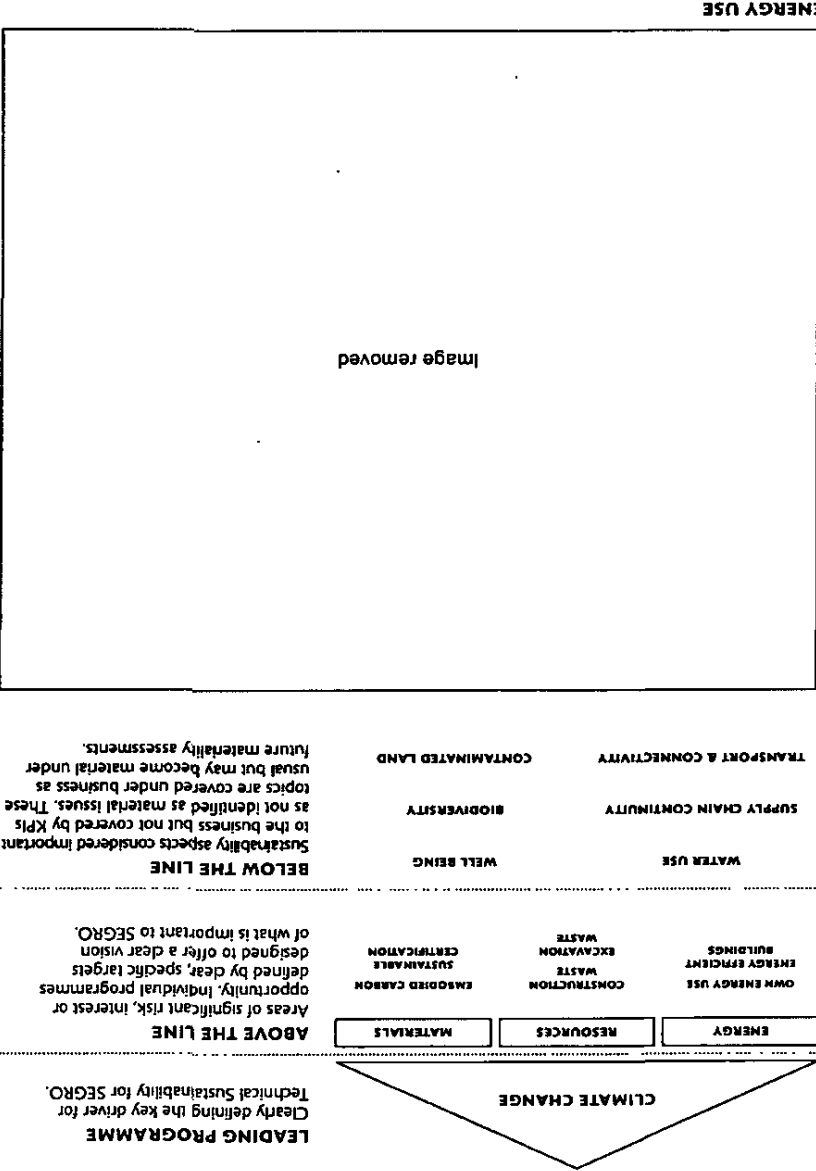 CLIMATE CHANGE
LEADING PROGRAMME
Clearly defining the key driver for
Technical Sustainability for SEGRO.
ENERGY
RESOURCES
MATERIALS
OWN ENERGY USE
ENERGY EFFICIENT
BUILDINGS
CONSTRUCTION
WASTE
EXCAVATION
WASTE
EMBODIED CARBON
SUSTAINABLE
CERTIFICATION
ABOVE THE LINE
Areas of significant risk, interest or
opportunity. Individual programmes
defined by clear, specific targets
designed to offer a clear vision
of what is important to SEGRO.
WATER USE
WELL BEING
SUPPLY CHAIN CONTINUITY
BIODIVERSITY
TRANSPORT & CONNECTIVITY
CONTAMINATED LAND
BELOW THE LINE
Sustainability aspects considered important
to the business but not covered by KPIs
as not identified as material issues. These
topics are covered under business as
usual but may become material under
future materiality assessments.
Image removed
ENERGY USE